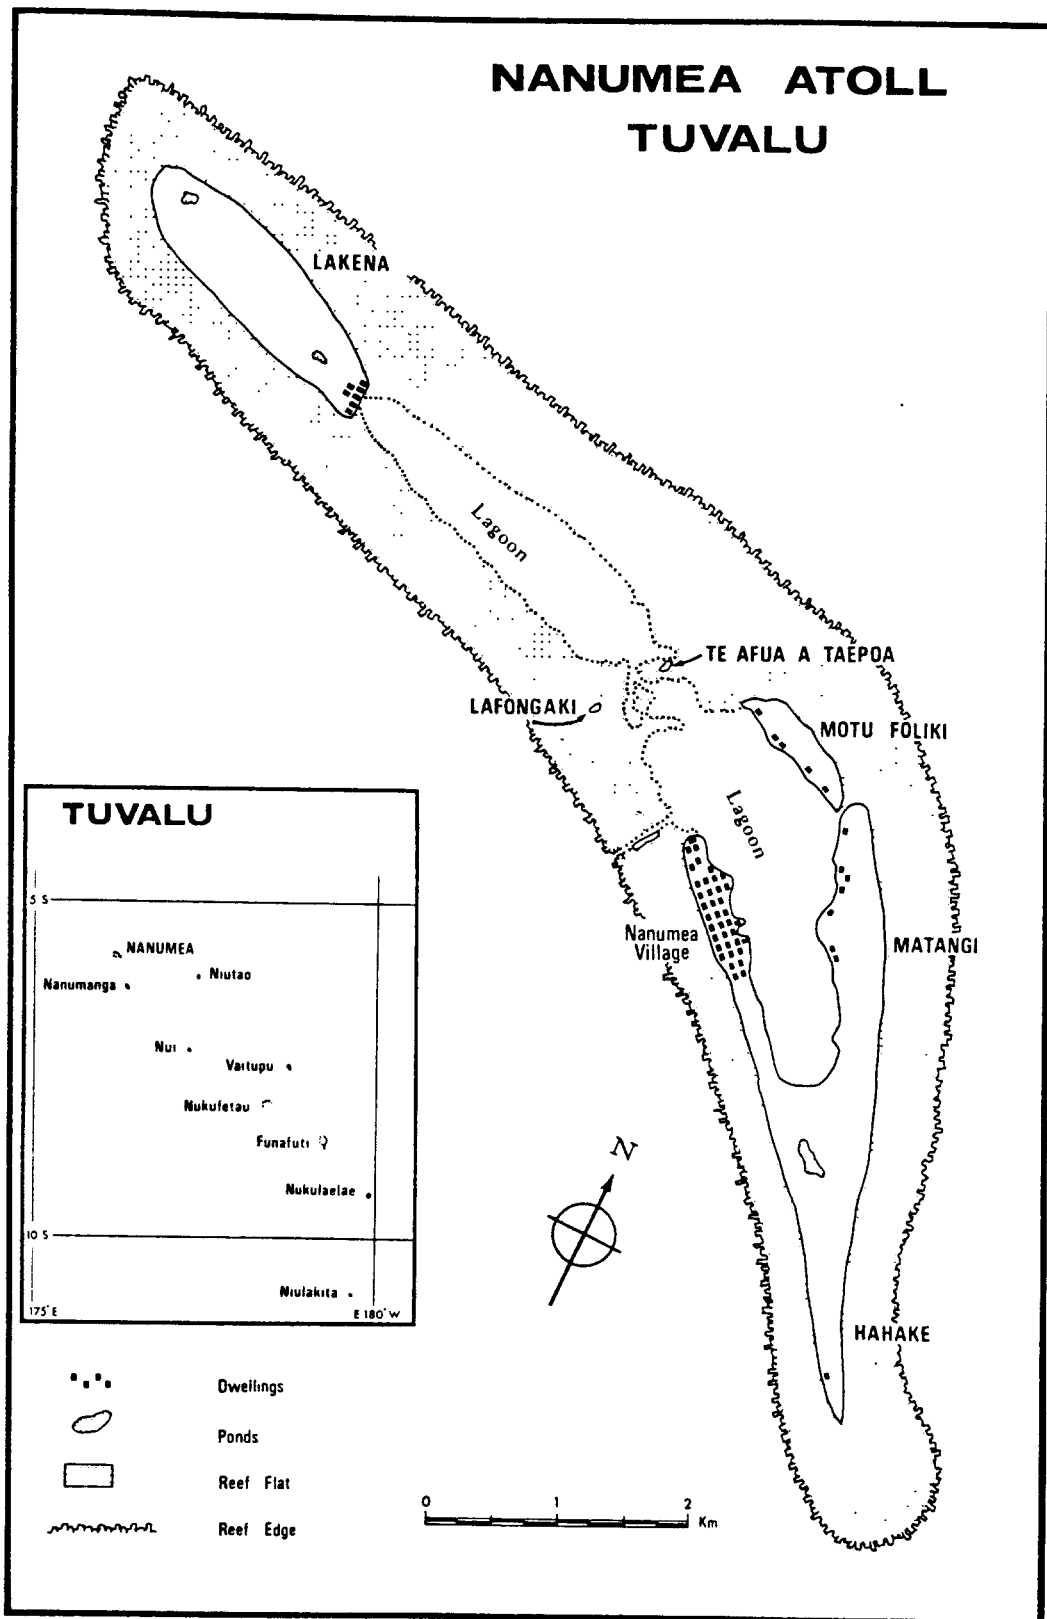 NANUMEA ATOLL
TUVALU
LAKENA
Lagoon
TE AFUA A TAEPOA
LAFONGAKI
MOTU FOLIKI
Lagoon
Nanumea
Village
MATANGI
HAHAKE
N
TUVALU
5 S
NANUMEA
Niutao
Nanumanga
Nui
Vaitupu
Nukufetau
Funafuti
Nukulaelae
10 S
Niulakita
175°E
E 180° W
Dwellings
Ponds
Reef Flat
Reef Edge
0 1 2
Km